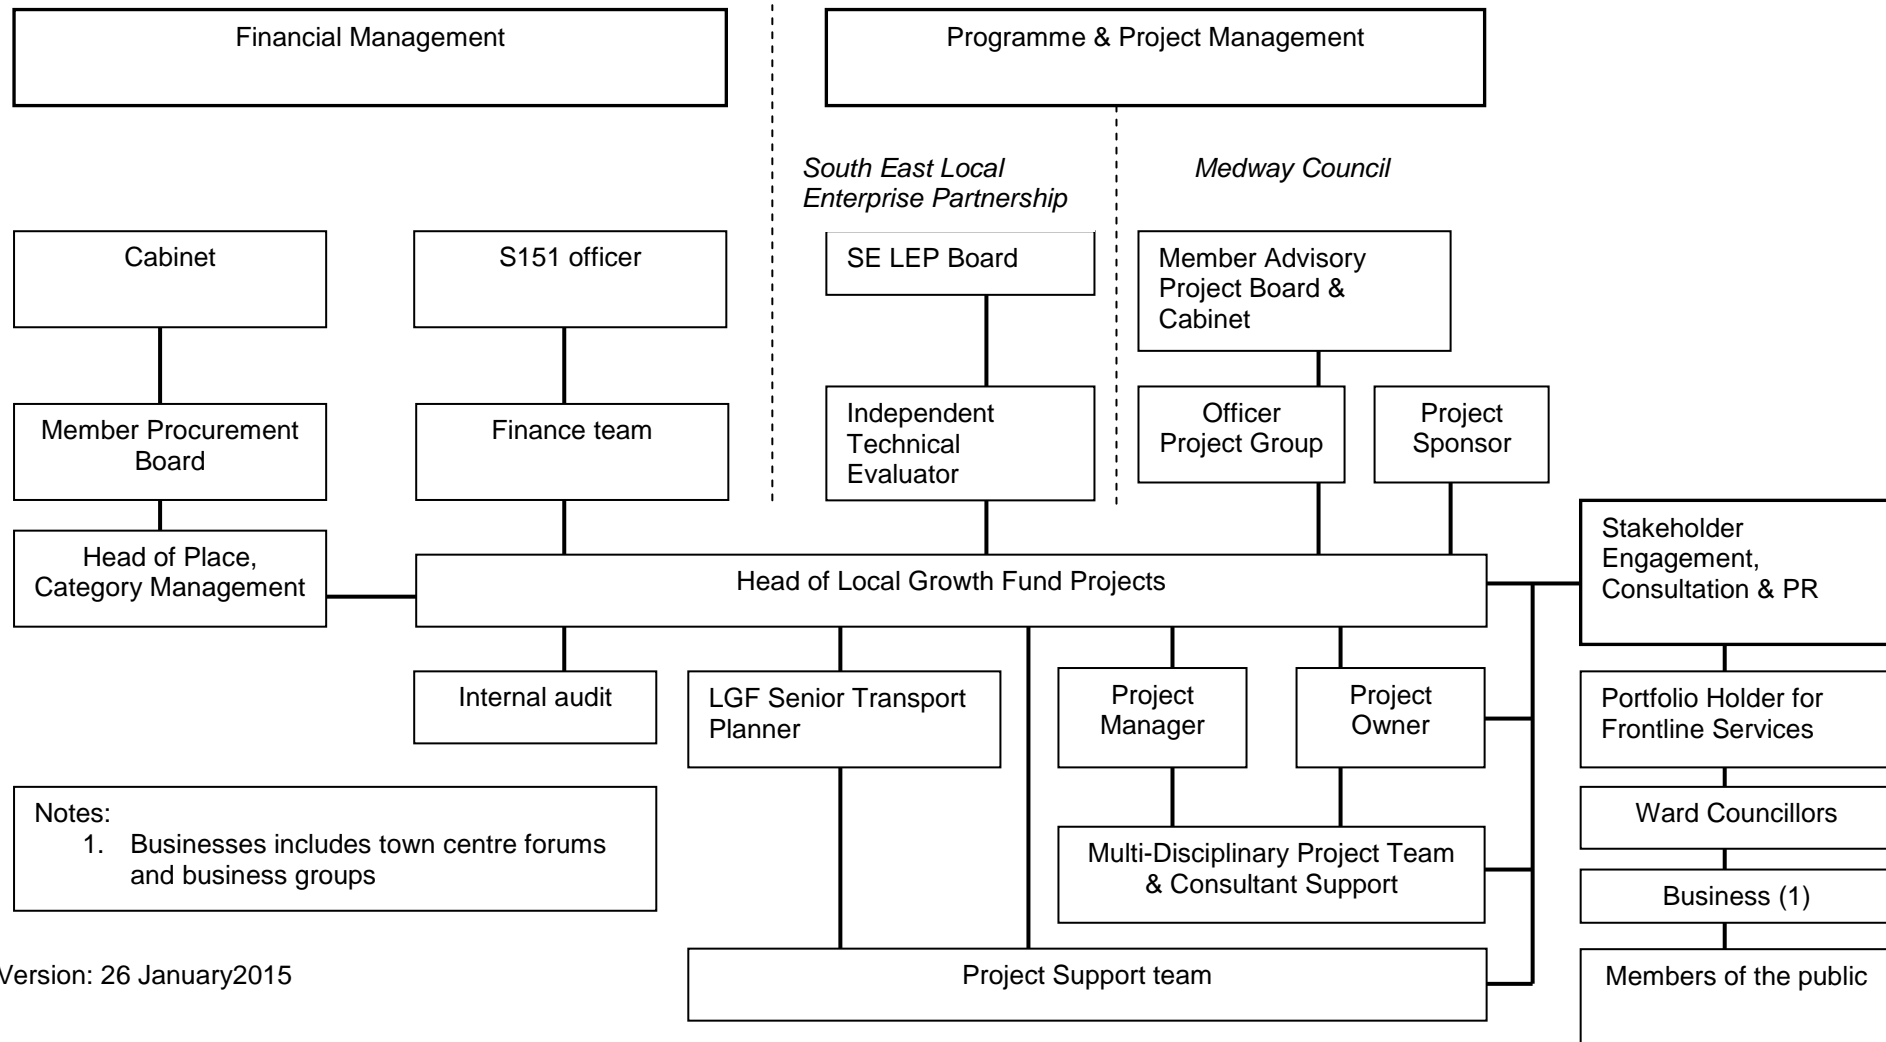 Financial Management
Programme & Project Management
South East Local
Enterprise Partnership
Medway Council
Cabinet
S151 officer
SE LEP Board
Member Advisory
Project Board &
Cabinet
Member Procurement
Board
Finance team
Independent
Technical
Evaluator
Officer
Project Group
Project
Sponsor
Head of Place,
Category Management
Head of Local Growth Fund Projects
Stakeholder
Engagement,
Consultation & PR
Internal audit
LGF Senior Transport
Planner
Project
Manager
Project
Owner
Portfolio Holder for
Frontline Services
Notes:
1. Businesses includes town centre forums
and business groups
Multi-Disciplinary Project Team
& Consultant Support
Ward Councillors
Business (1)
Version: 26 January2015
Project Support team
Members of the public